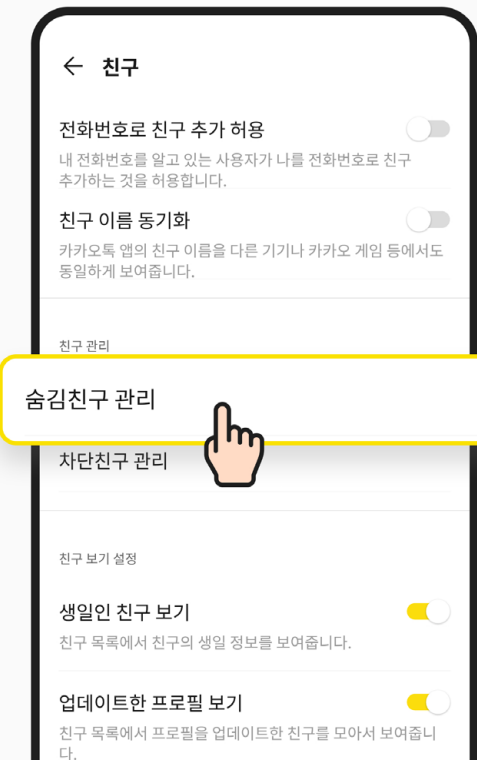 친구
전화번호로 친구 추가 허용
내 전화번호를 알고 있는 사용자가 나를 전화번호로 친구
추가하는 것을 허용합니다.
친구 이름 동기화
카카오톡 앱의 친구 이름을 다른 기기나 카카오 게임 등에서도
동일하게 보여줍니다.
친구 관리
숨김친구 관리
차단친구 관리
친구 보기 설정
생일인 친구 보기
친구 목록에서 친구의 생일 정보를 보여줍니다.
업데이트한 프로필 보기
친구 목록에서 프로필을 업데이트한 친구를 모아서 보여줍니
다.